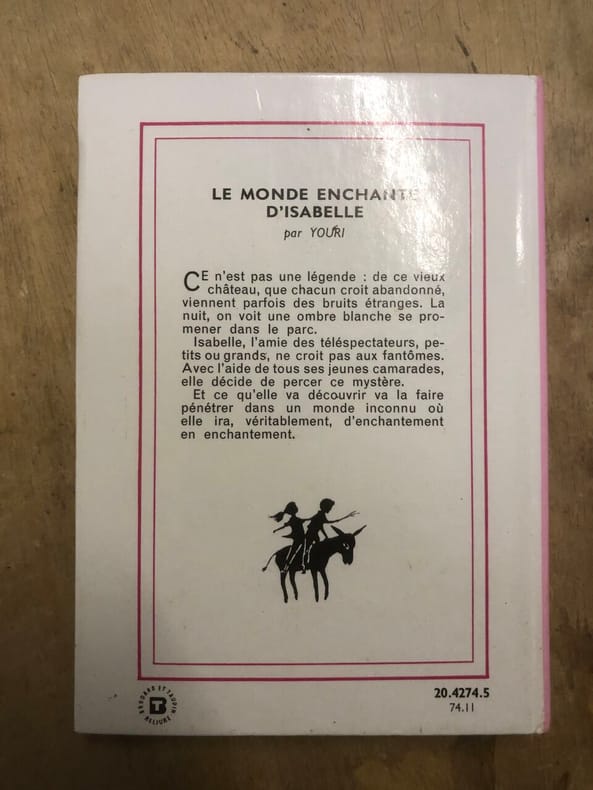 LE MONDE ENCHANTÉ
D'ISABELLE
par YOURI
CE n'est pas une légende : de ce vieux
château, que chacun croit abandonné,
viennent parfois des bruits étranges. La
nuit, on voit une ombre blanche se pro-
mener dans le parc.
Isabelle, l'amie des téléspectateurs, pe-
tits ou grands, ne croit pas aux fantômes.
Avec l'aide de tous ses jeunes camarades,
elle décide de percer ce mystère.
Et ce qu'elle va découvrir va la faire
pénétrer dans un monde inconnu où
elle ira, véritablement, d'enchantement
en enchantement.
BRODARD ET TAUPIN
RELIURE
20.4274.5
74.11